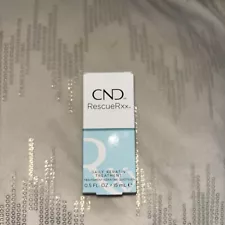 CND
RescueRxx
DAILY KERATIN
TREATMENT
0.5 FL OZ / 15 mL e